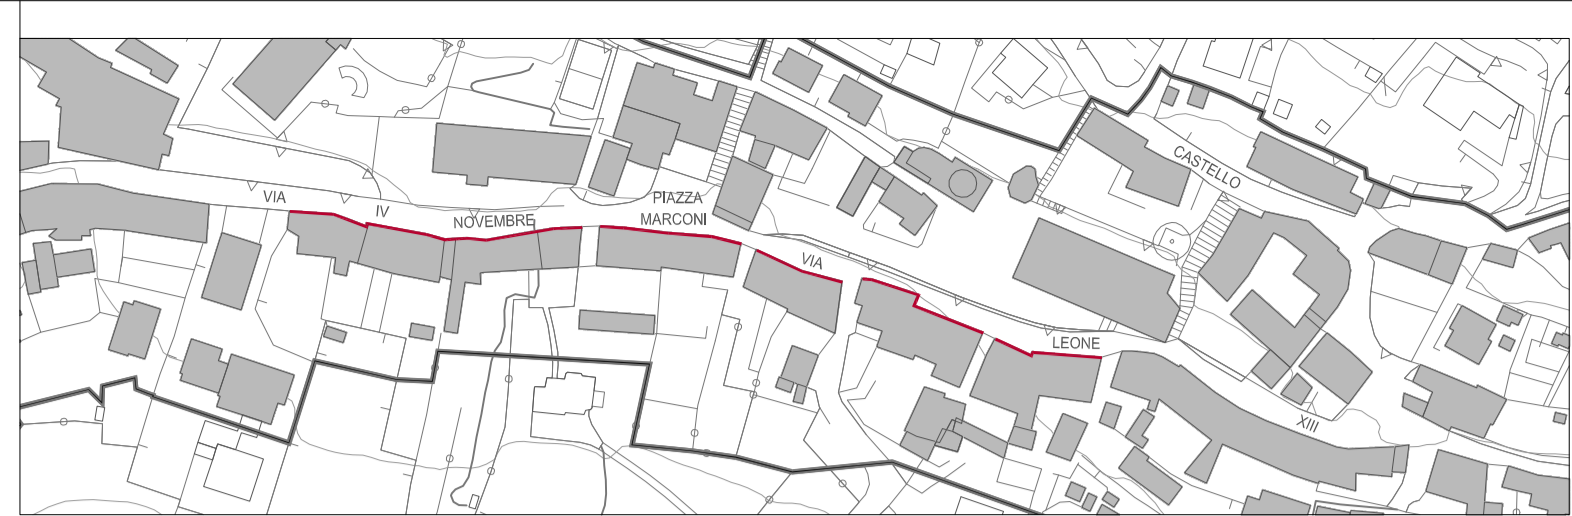 CASTELLO
VIA IV NOVEMBRE
PIAZZA
MARCONI
VIA LEONE XIII